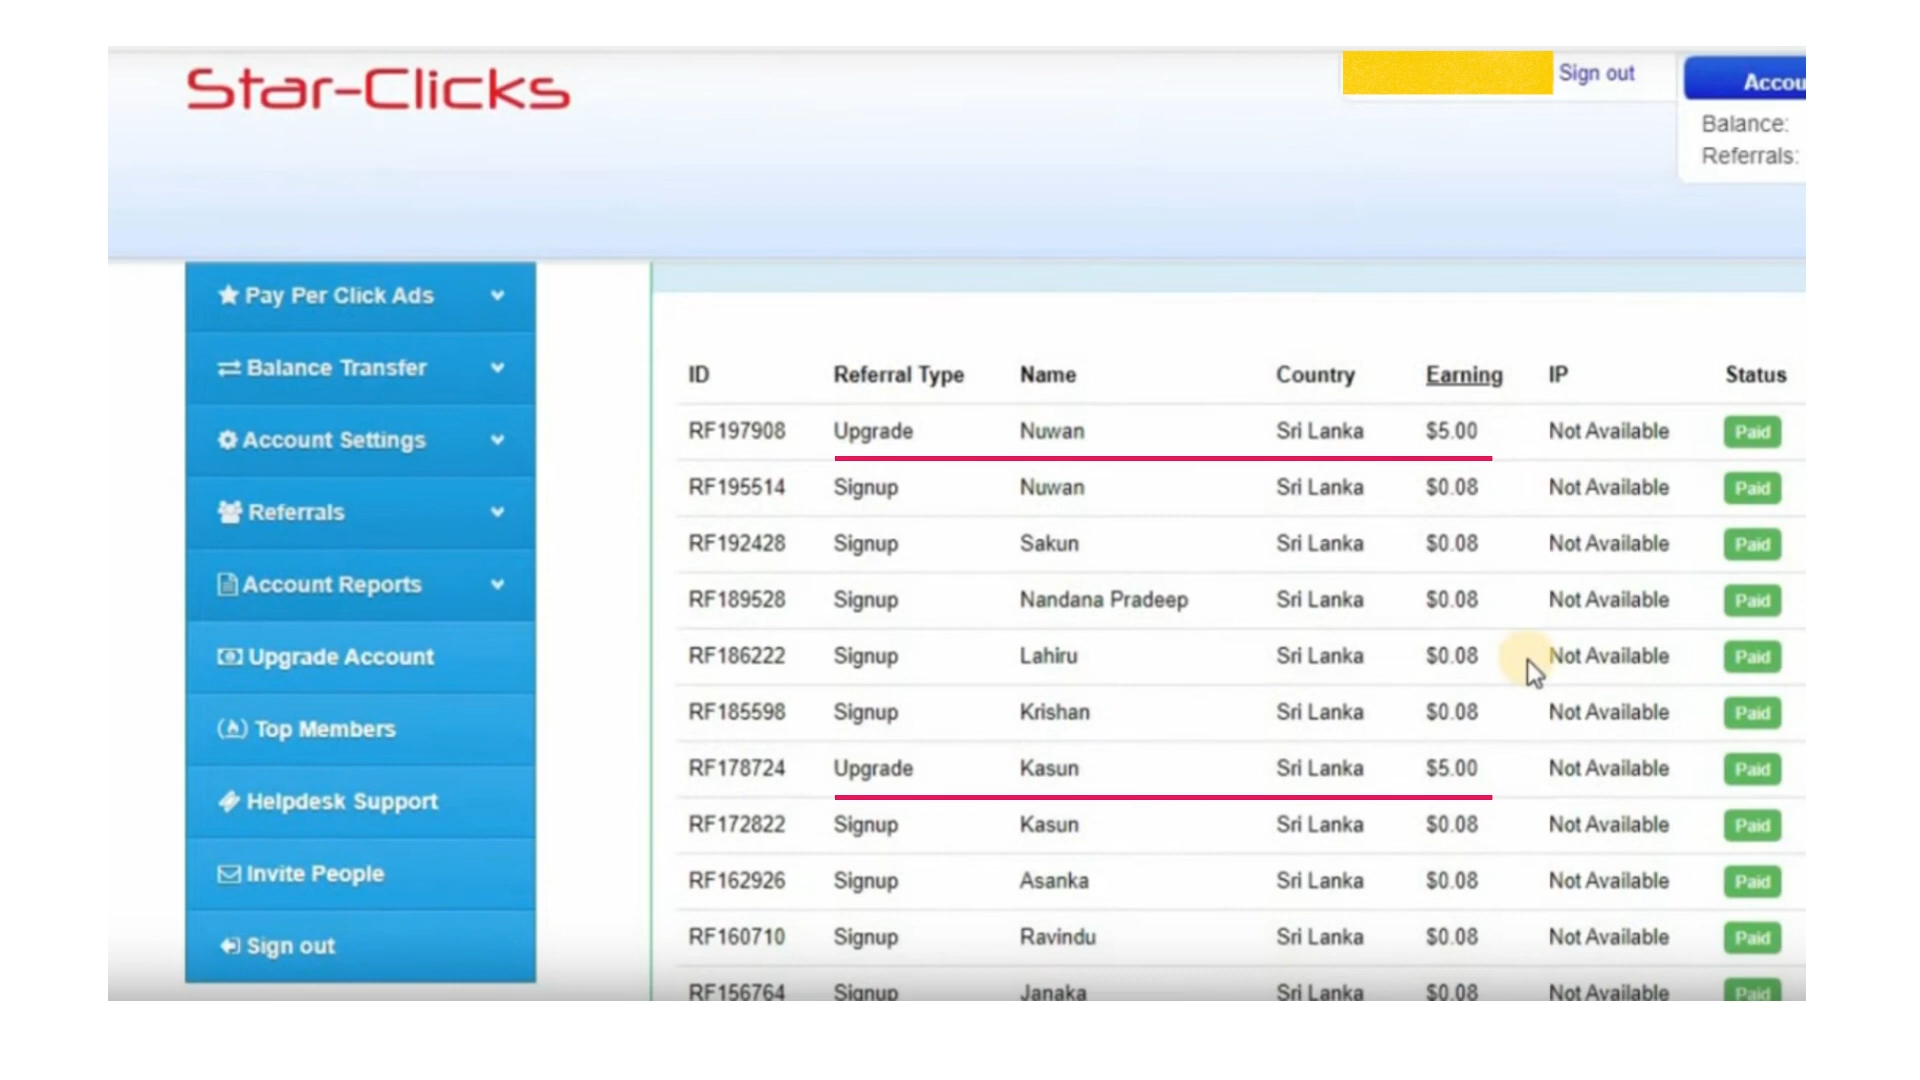 Star-Clicks
Sign out
Accou
Balance:
Referrals:
Pay Per Click Ads
Balance Transfer
Account Settings
Referrals
Account Reports
Upgrade Account
Top Members
Helpdesk Support
Invite People
Sign out
ID Referral Type Name Country Earning IP Status
RF197908 Upgrade Nuwan Sri Lanka $5.00 Not Available Paid
RF195514 Signup Nuwan Sri Lanka $0.08 Not Available Paid
RF192428 Signup Sakun Sri Lanka $0.08 Not Available Paid
RF189528 Signup Nandana Pradeep Sri Lanka $0.08 Not Available Paid
RF186222 Signup Lahiru Sri Lanka $0.08 Not Available Paid
RF185598 Signup Krishan Sri Lanka $0.08 Not Available Paid
RF178724 Upgrade Kasun Sri Lanka $5.00 Not Available Paid
RF172822 Signup Kasun Sri Lanka $0.08 Not Available Paid
RF162926 Signup Asanka Sri Lanka $0.08 Not Available Paid
RF160710 Signup Ravindu Sri Lanka $0.08 Not Available Paid
RF156764 Signup Janaka Sri Lanka $0.08 Not Available Paid